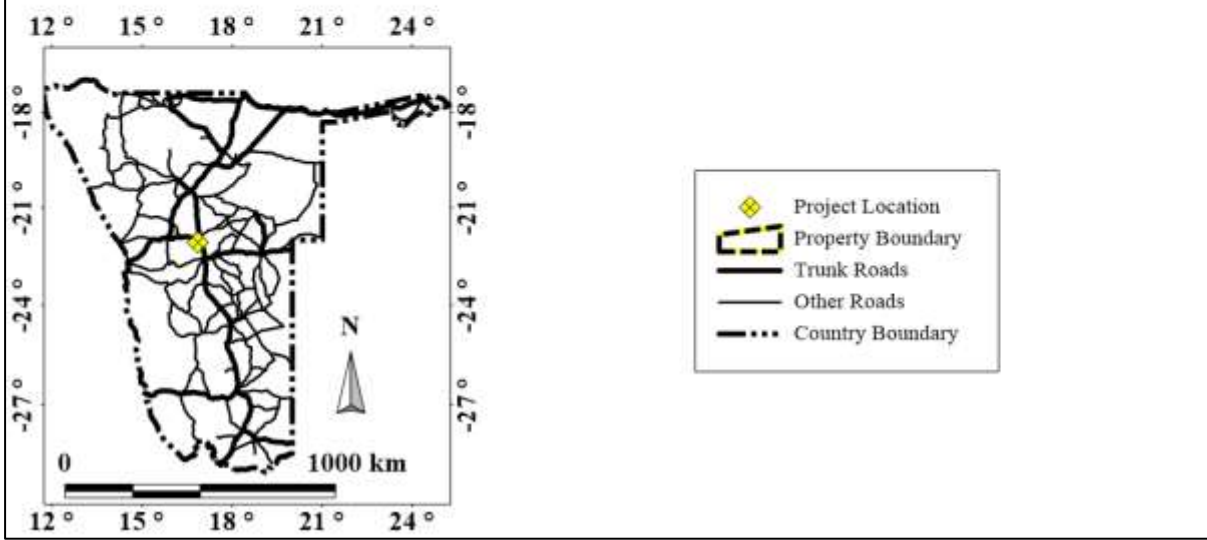 12 ° 15 ° 18 ° 21 ° 24 °
-18 ° -18 °
-21 ° -21 °
-24 ° -24 °
-27 ° -27 °
N
0 1000 km
12 ° 15 ° 18 ° 21 ° 24 °
Project Location
Property Boundary
Trunk Roads
Other Roads
Country Boundary